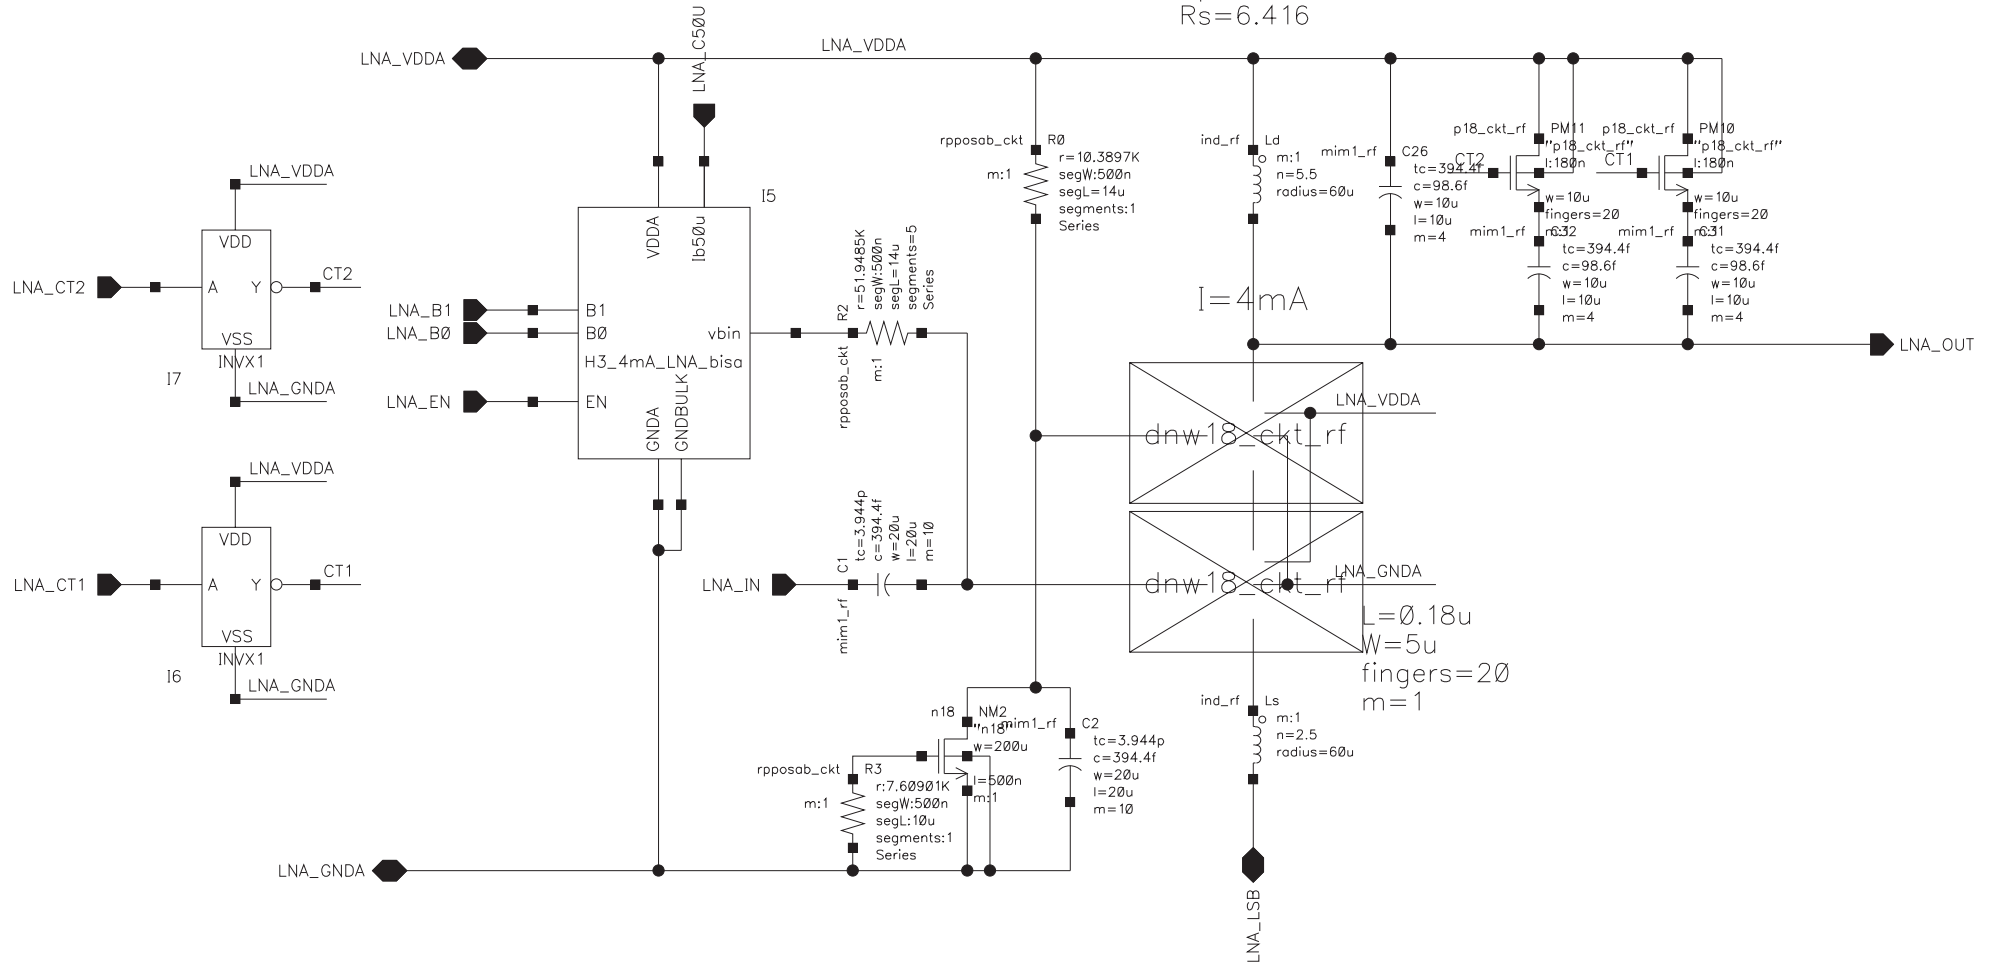 Rs=6.416
LNA_VDDA
LNA_VDDA
LNA_C50U
rpposab_ckt
R0
r=10.3897K
m:1
segW:500n
segL=14u
segments:1
Series
ind_rf
Ld
m:1
n=5.5
radius=60u
mim1_rf
C26
tc=394.4f
c=98.6f
w=10u
l=10u
m=4
p18_ckt_rf
PM11
"p18_ckt_rf"
CT2
l:180n
w=10u
fingers=20
mim1_rf
C32
tc=394.4f
c=98.6f
w=10u
l=10u
m=4
p18_ckt_rf
PM10
"p18_ckt_rf"
CT1
l:180n
w=10u
fingers=20
mim1_rf
C31
tc=394.4f
c=98.6f
w=10u
l=10u
m=4
LNA_VDDA
VDD
LNA_CT2
A
Y
CT2
VSS
INVX1
I7
LNA_GNDA
I5
VDDA
Ib50u
LNA_B1
B1
LNA_B0
B0
vbin
H3_4mA_LNA_bisa
LNA_EN
EN
GNDA
GNDBULK
rpposab_ckt
R2
r=51.9485K
segW:500n
segL=14u
segments=5
Series
m:1
I=4mA
LNA_OUT
LNA_VDDA
dnw18_ckt_rf
LNA_VDDA
VDD
LNA_CT1
A
Y
CT1
VSS
INVX1
I6
LNA_GNDA
LNA_IN
mim1_rf
C1
tc=3.944p
c=394.4f
w=20u
l=20u
m=10
LNA_GNDA
dnw18_ckt_rf
L=0.18u
W=5u
fingers=20
m=1
n18
NM2
"n18"
w=200u
l=500n
m:1
mim1_rf
C2
tc=3.944p
c=394.4f
w=20u
l=20u
m=10
rpposab_ckt
R3
r:7.60901K
m:1
segW:500n
segL:10u
segments:1
Series
ind_rf
Ls
m:1
n=2.5
radius=60u
LNA_GNDA
LNA_LSB